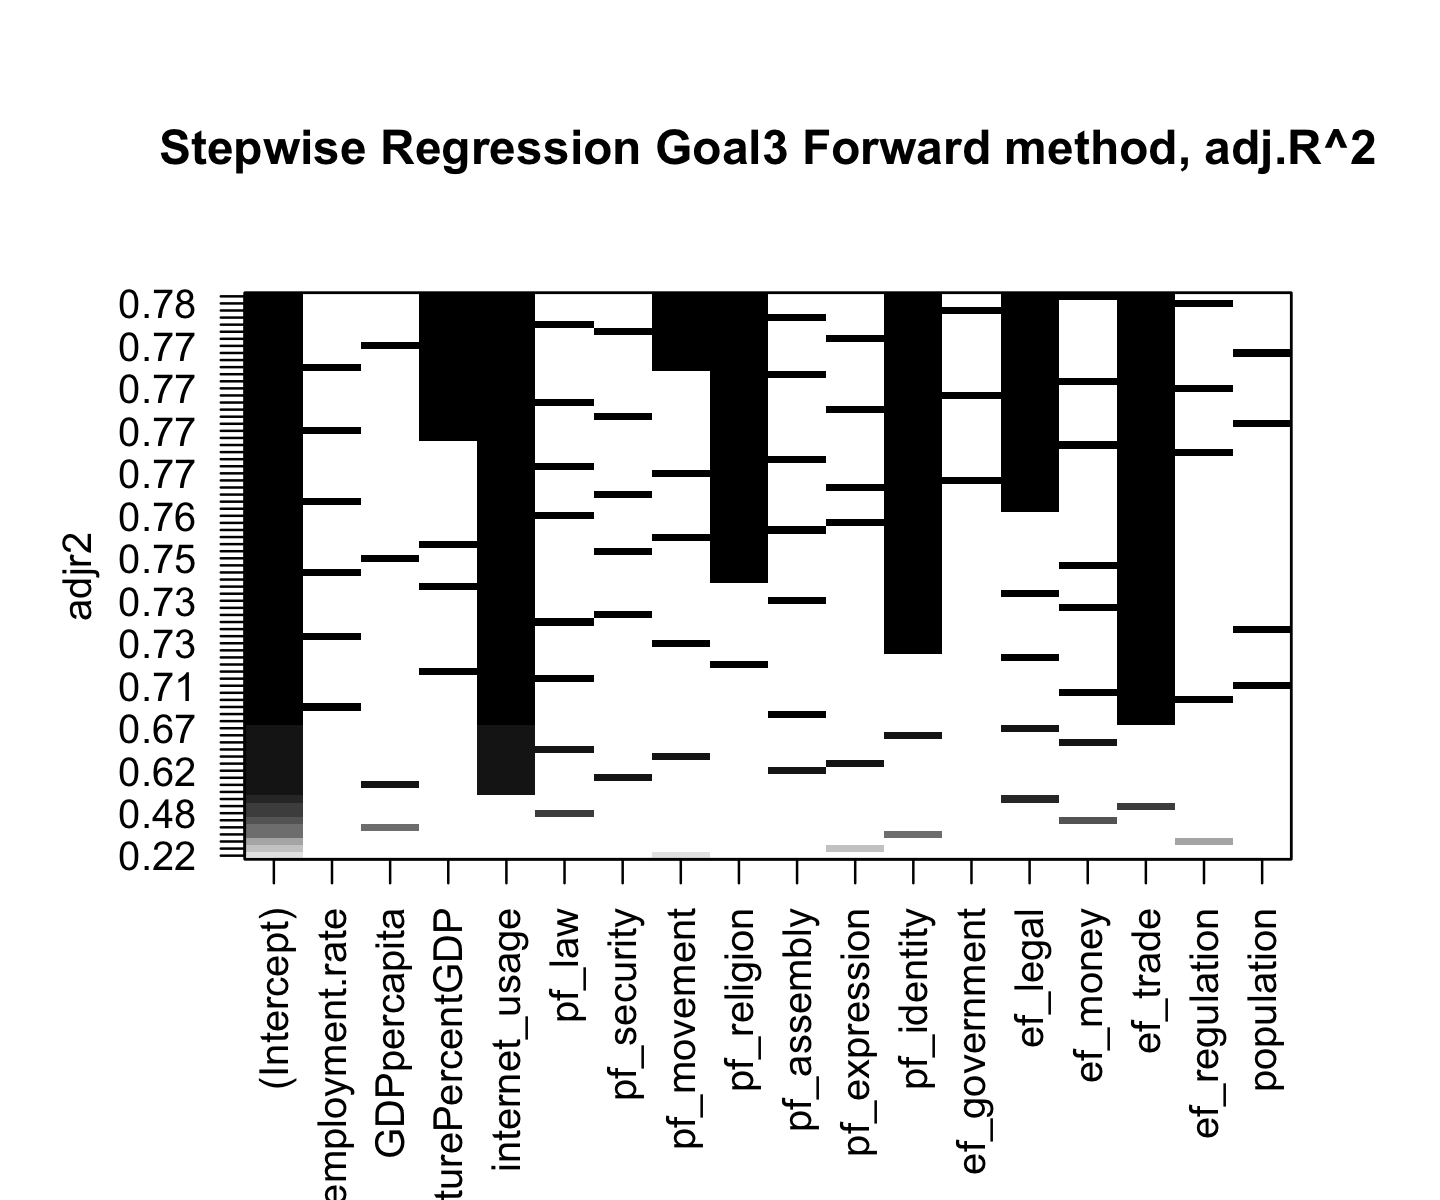 Stepwise Regression Goal3 Forward method, adj.R^2
adjr2
0.78
0.77
0.77
0.77
0.77
0.76
0.75
0.73
0.73
0.71
0.67
0.62
0.48
0.22
(Intercept)
employment.rate
GDPpercapita
turePercentGDP
internet_usage
pf_law
pf_security
pf_movement
pf_religion
pf_assembly
pf_expression
pf_identity
ef_government
ef_legal
ef_money
ef_trade
ef_regulation
population